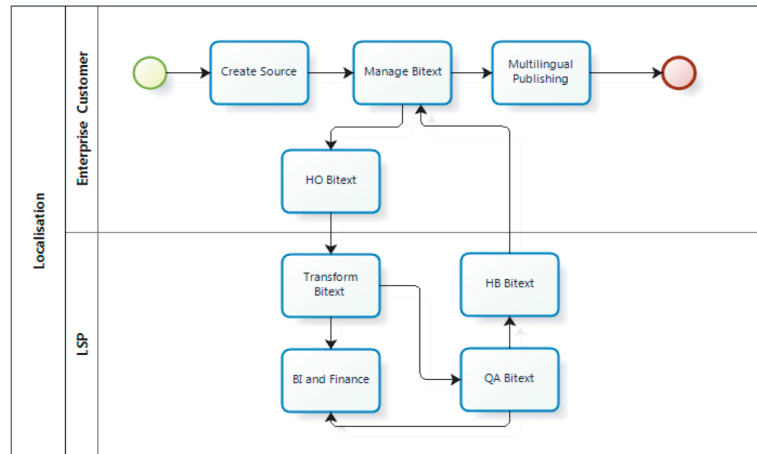 Localisation
Enterprise Customer
Create Source
Manage Bitext
Multilingual
Publishing
HO Bitext
LSP
Transform
Bitext
HB Bitext
BI and Finance
QA Bitext